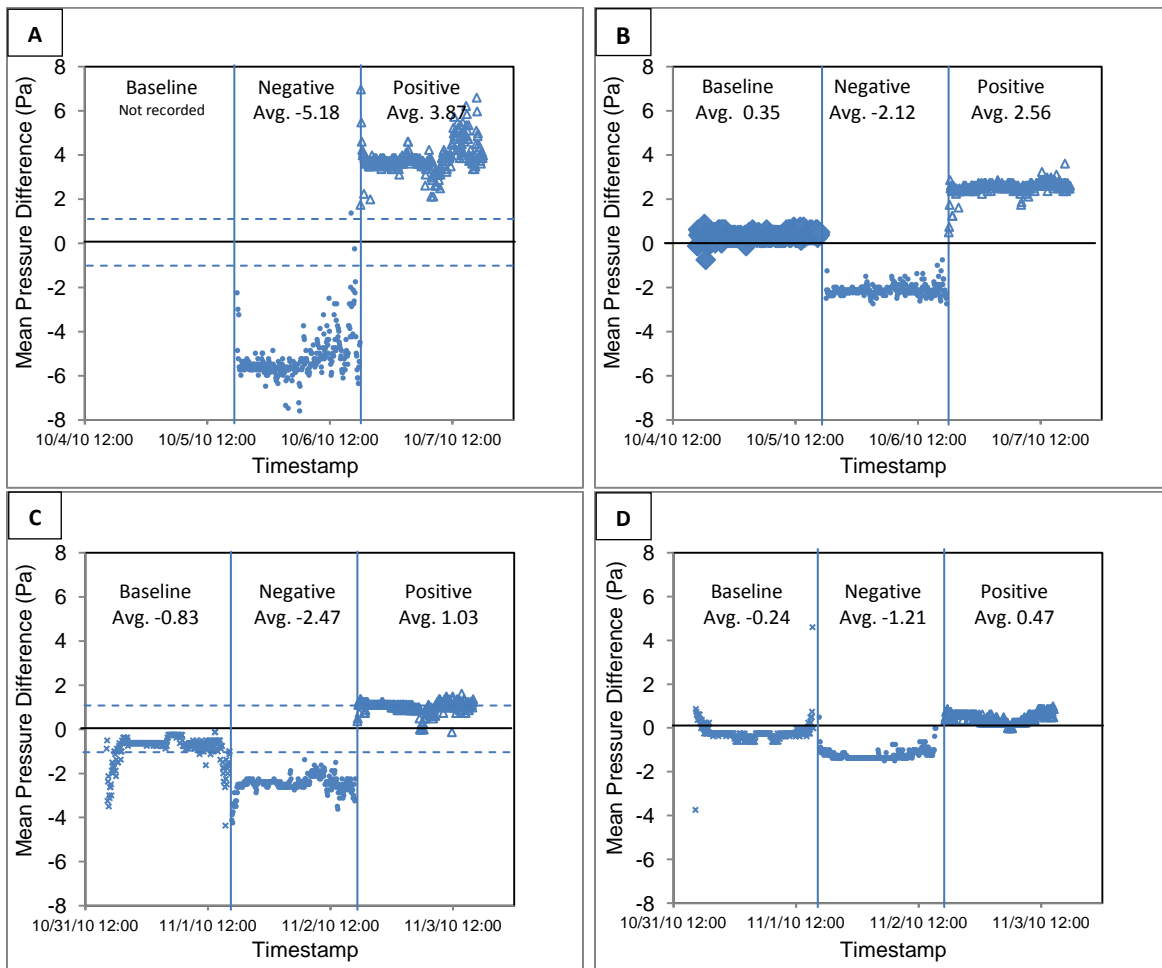 A
Mean Pressure Difference (Pa)
8
6
4
2
0
-2
-4
-6
-8
Baseline
Not recorded
Negative
Avg. -5.18
Positive
Avg. 3.87
10/4/10 12:00 10/5/10 12:00 10/6/10 12:00 10/7/10 12:00
Timestamp
B
Mean Pressure Difference (Pa)
8
6
4
2
0
-2
-4
-6
-8
Baseline
Avg. 0.35
Negative
Avg. -2.12
Positive
Avg. 2.56
10/4/10 12:00 10/5/10 12:00 10/6/10 12:00 10/7/10 12:00
Timestamp
C
Mean Pressure Difference (Pa)
8
6
4
2
0
-2
-4
-6
-8
Baseline
Avg. -0.83
Negative
Avg. -2.47
Positive
Avg. 1.03
10/31/10 12:00 11/1/10 12:00 11/2/10 12:00 11/3/10 12:00
Timestamp
D
Mean Pressure Difference (Pa)
8
6
4
2
0
-2
-4
-6
-8
Baseline
Avg. -0.24
Negative
Avg. -1.21
Positive
Avg. 0.47
10/31/10 12:00 11/1/10 12:00 11/2/10 12:00 11/3/10 12:00
Timestamp